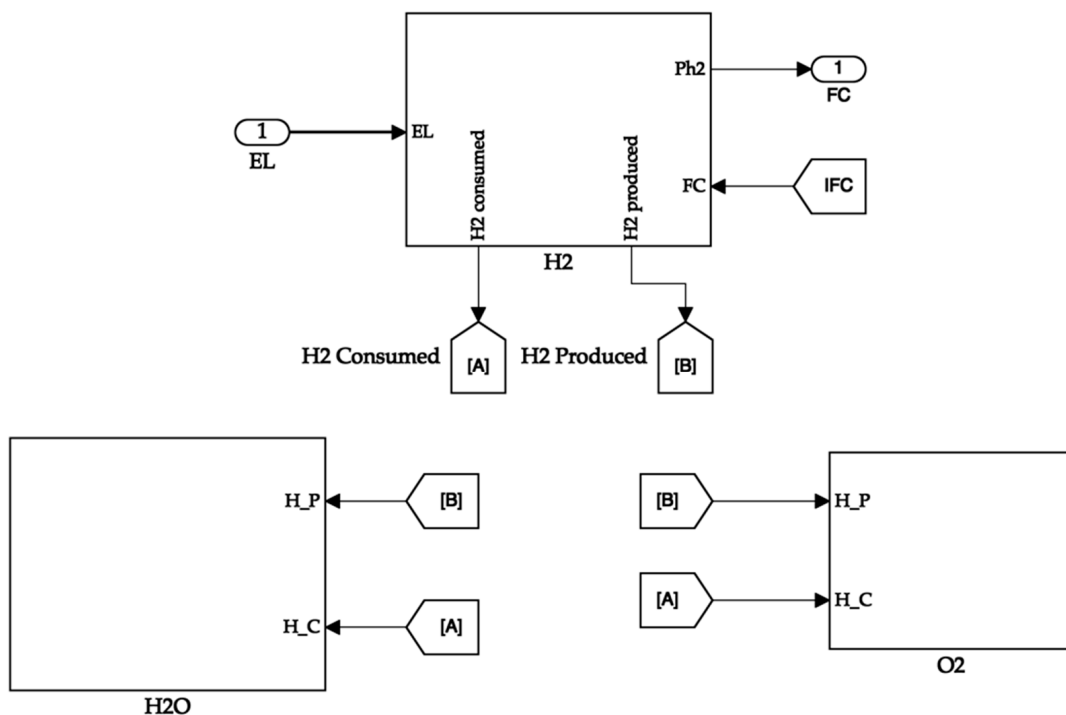 Ph2
1
FC
1
EL
EL
H2 consumed
H2 produced
FC
IFC
H2
H2 Consumed
[A]
H2 Produced
[B]
H_P
[B]
[B]
H_P
H_C
[A]
[A]
H_C
H2O
O2